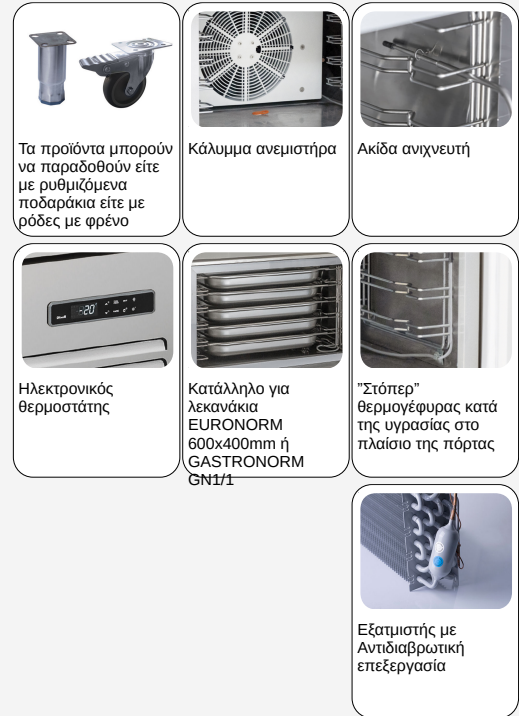 Τα προϊόντα μπορούν
να παραδοθούν είτε
με ρυθμιζόμενα
ποδαράκια είτε με
ρόδες με φρένο
Κάλυμμα ανεμιστήρα
Ακίδα ανιχνευτή
-20°
Ηλεκτρονικός
θερμοστάτης
Κατάλληλο για
λεκανάκια
EURONORM
600x400mm ή
GASTRONORM
GN1/1
”Στόπερ”
θερμογέφυρας κατά
της υγρασίας στο
πλαίσιο της πόρτας
Εξατμιστής με
Αντιδιαβρωτική
επεξεργασία